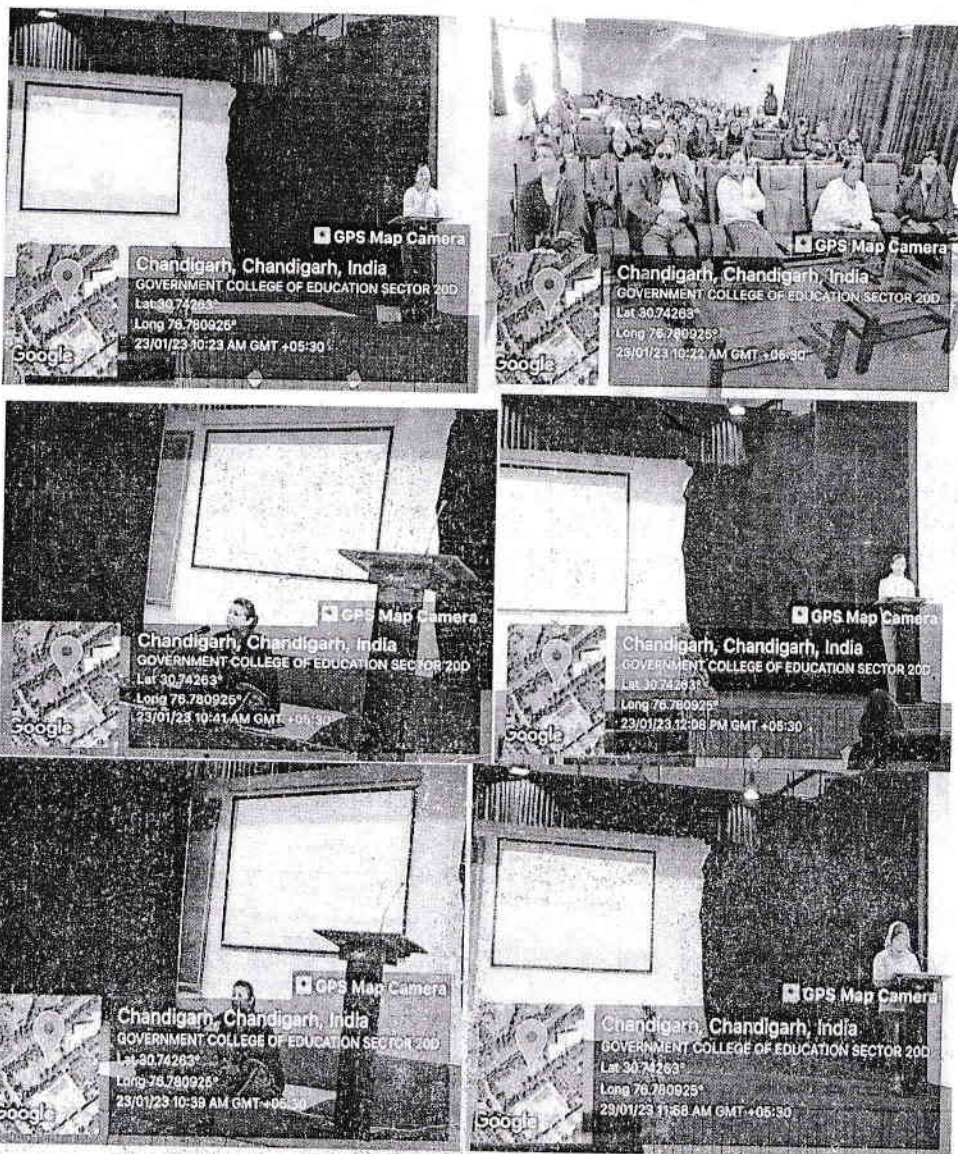 GPS Map Camera
Chandigarh, Chandigarh, India
GOVERNMENT COLLEGE OF EDUCATION SECTOR 20D
Lat 30.74263°
Long 76.780925°
23/01/23 10:23 AM GMT +05:30
Google
GPS Map Camera
Chandigarh, Chandigarh, India
GOVERNMENT COLLEGE OF EDUCATION SECTOR 20D
Lat 30.74263°
Long 76.780925°
23/01/23 10:22 AM GMT +05:30
Google
GPS Map Camera
Chandigarh, Chandigarh, India
GOVERNMENT COLLEGE OF EDUCATION SECTOR 20D
Lat 30.74263°
Long 76.780925°
23/01/23 10:41 AM GMT +05:30
Google
GPS Map Camera
Chandigarh, Chandigarh, India
GOVERNMENT COLLEGE OF EDUCATION SECTOR 20D
Lat 30.74263°
Long 76.780925°
23/01/23 12:08 PM GMT +05:30
Google
GPS Map Camera
Chandigarh, Chandigarh, India
GOVERNMENT COLLEGE OF EDUCATION SECTOR 20D
Lat 30.74263°
Long 76.780925°
23/01/23 10:39 AM GMT +05:30
Google
GPS Map Camera
Chandigarh, Chandigarh, India
GOVERNMENT COLLEGE OF EDUCATION SECTOR 20D
Lat 30.74263°
Long 76.780925°
23/01/23 11:58 AM GMT +05:30
Google